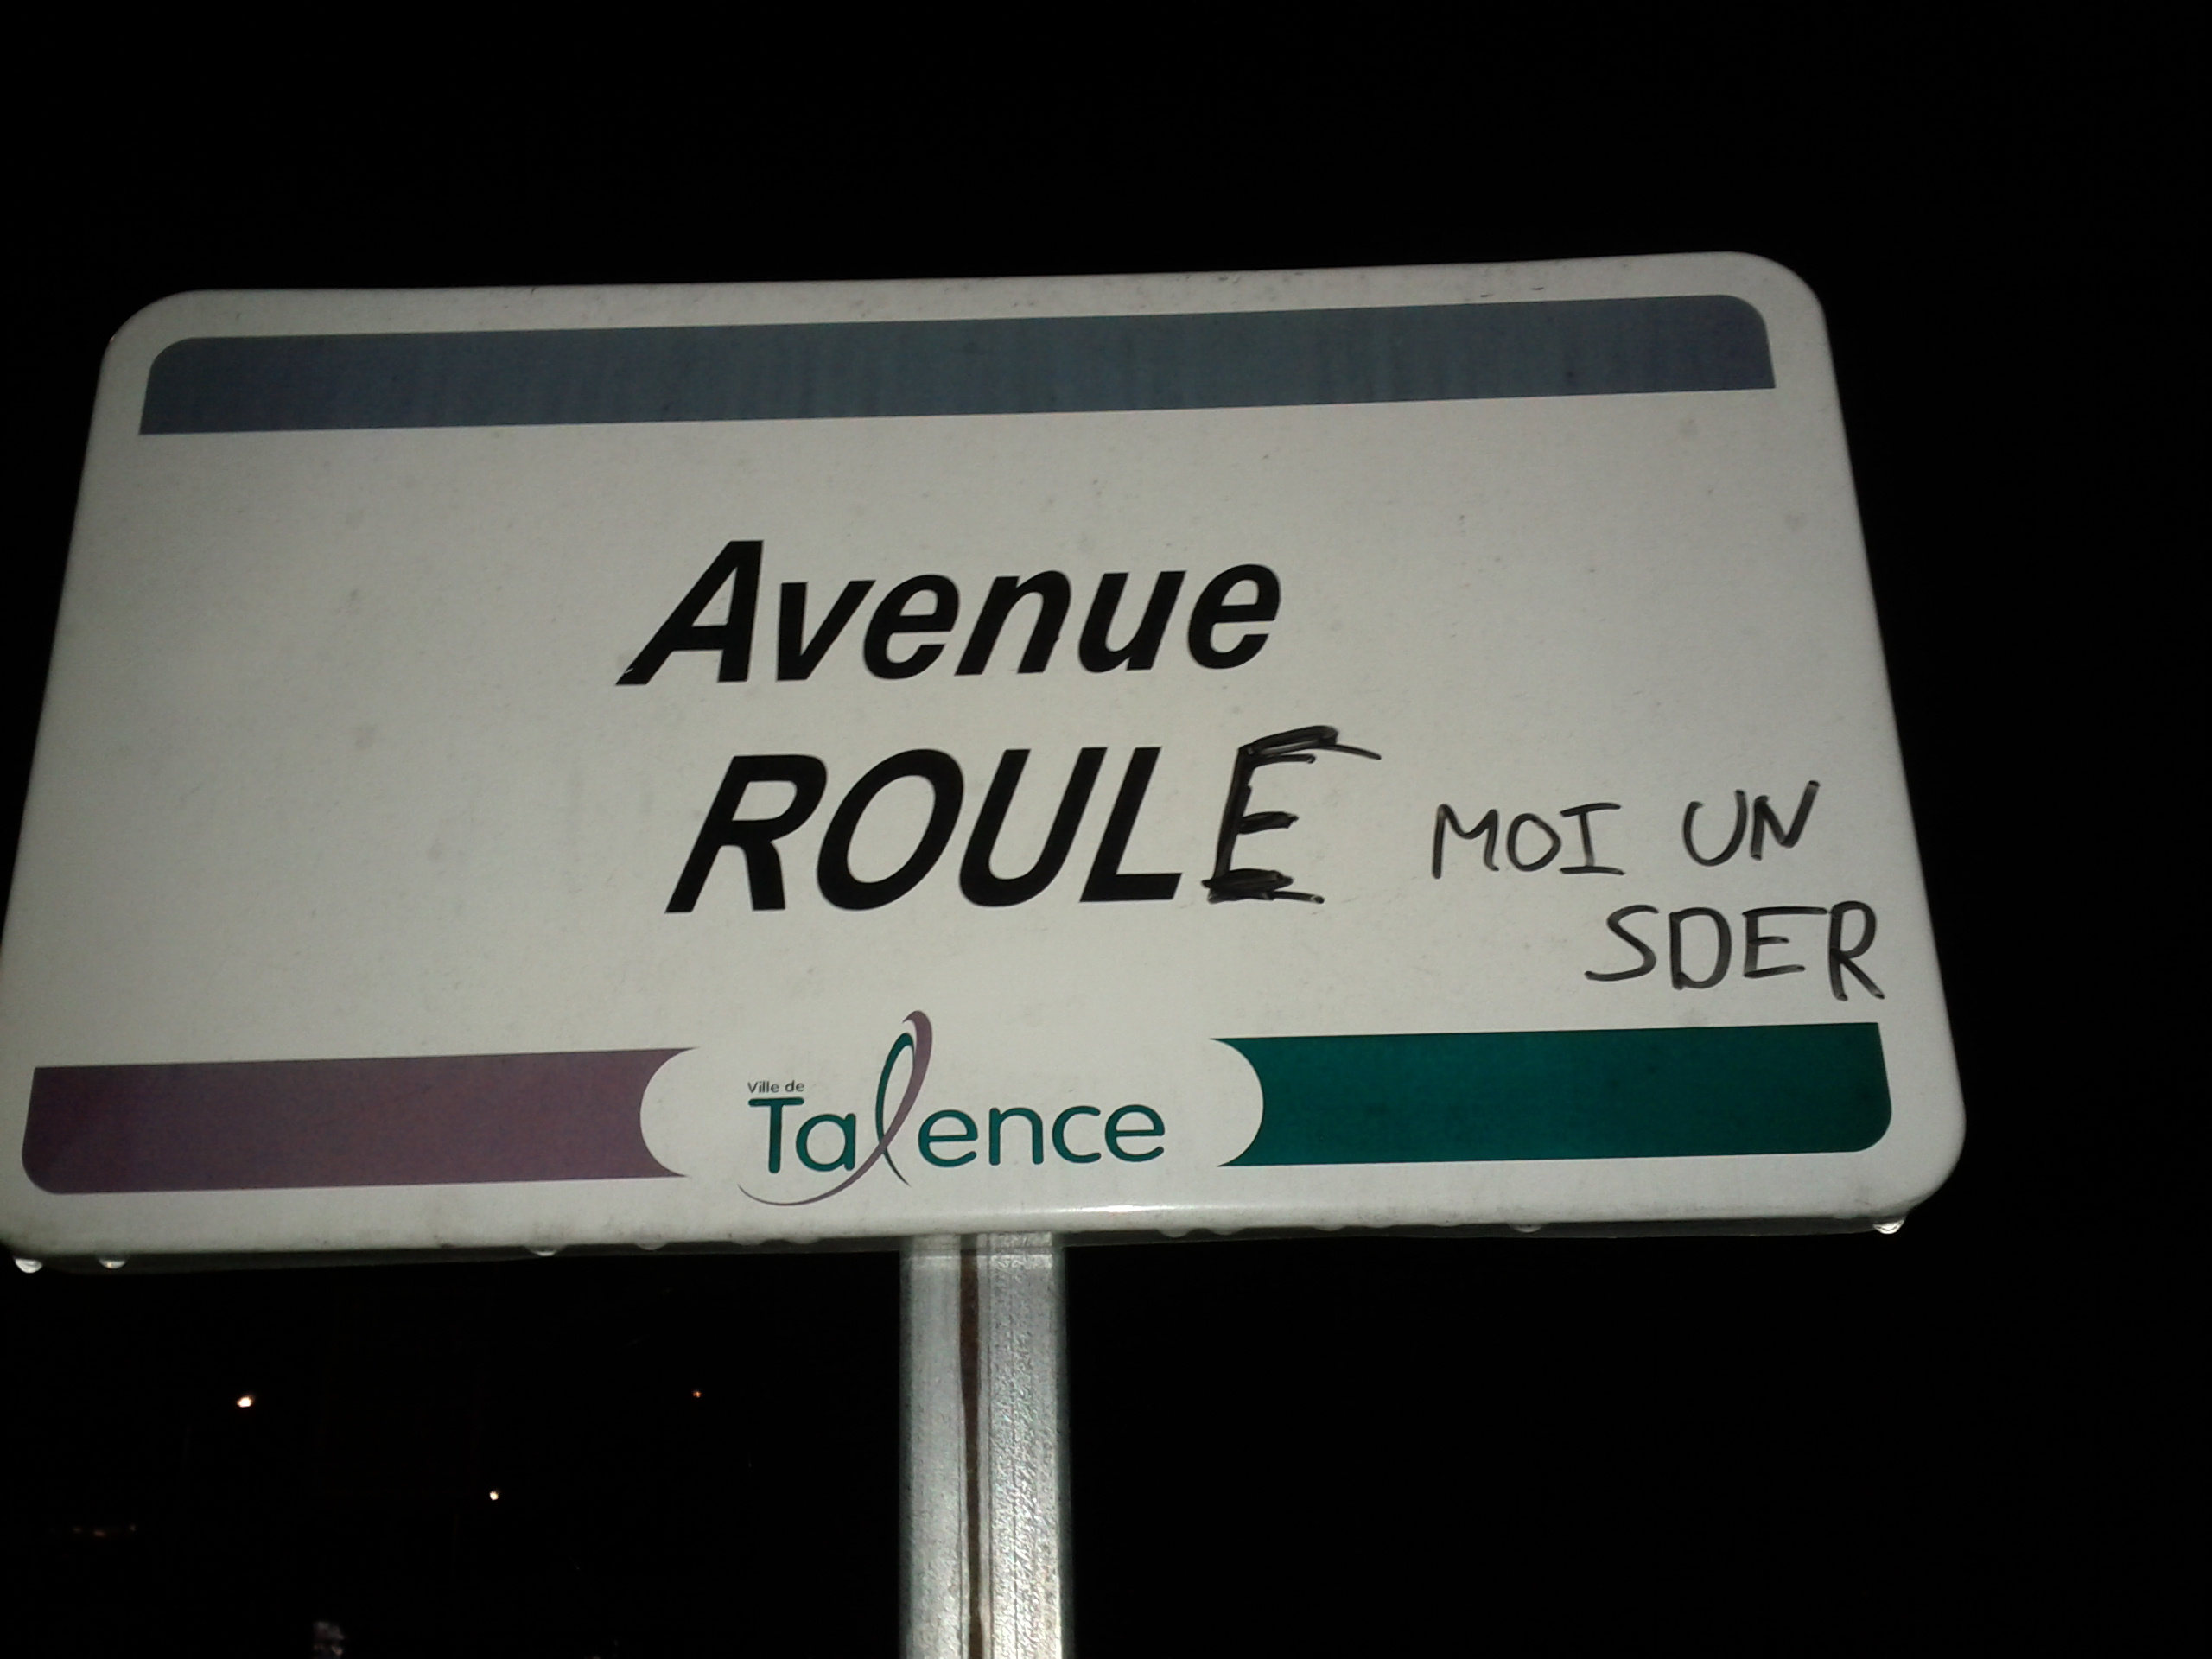 Avenue
ROULE MOI UN
SDER
Ville de
Talence